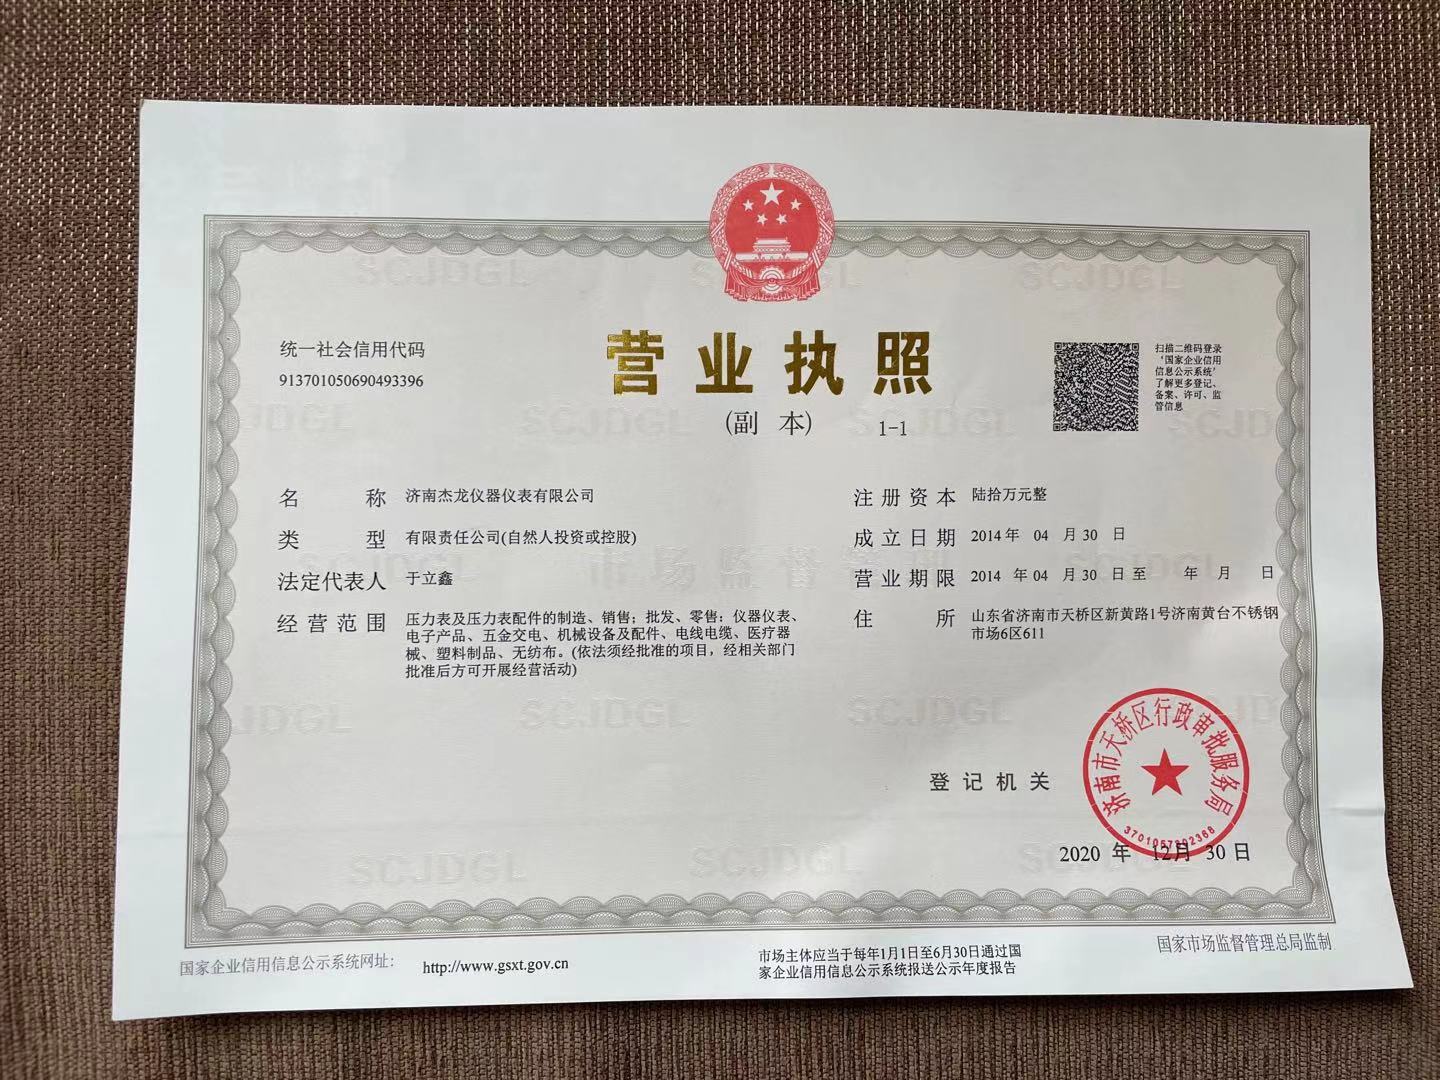 统一社会信用代码
913701050690493396
营业执照
(副 本) 1-1
扫描二维码登录
‘国家企业信用
信息公示系统’
了解更多登记、
备案、许可、监
管信息
名 称 济南杰龙仪器仪表有限公司
类 型 有限责任公司(自然人投资或控股)
法定代表人 于立鑫
经营范围 压力表及压力表配件的制造、销售；批发、零售：仪器仪表、
电子产品、五金交电、机械设备及配件、电线电缆、医疗器
械、塑料制品、无纺布。(依法须经批准的项目，经相关部门
批准后方可开展经营活动)
注册资本 陆拾万元整
成立日期 2014 年 04 月 30 日
营业期限 2014 年 04 月 30 日 至 年 月 日
住 所 山东省济南市天桥区新黄路1号济南黄台不锈钢
市场6区611
登记机关
济南市天桥区行政审批服务局
2020 年 12月 30 日
国家企业信用信息公示系统网址： http://www.gsxt.gov.cn
市场主体应当于每年1月1日至6月30日通过国
家企业信用信息公示系统报送公示年度报告
国家市场监督管理总局监制
SCJDGL